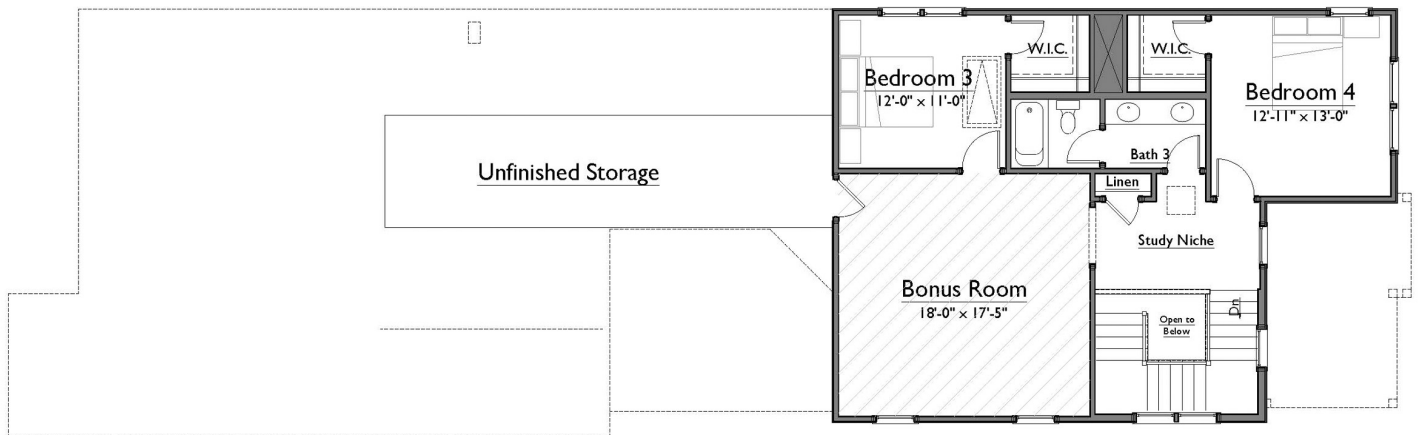 W.I.C.
W.I.C.
Bedroom 3
12'-0" x 11'-0"
Bedroom 4
12'-11" x 13'-0"
Bath 3
Unfinished Storage
Linen
Study Niche
Bonus Room
18'-0" x 17'-5"
Dn
Open to
Below